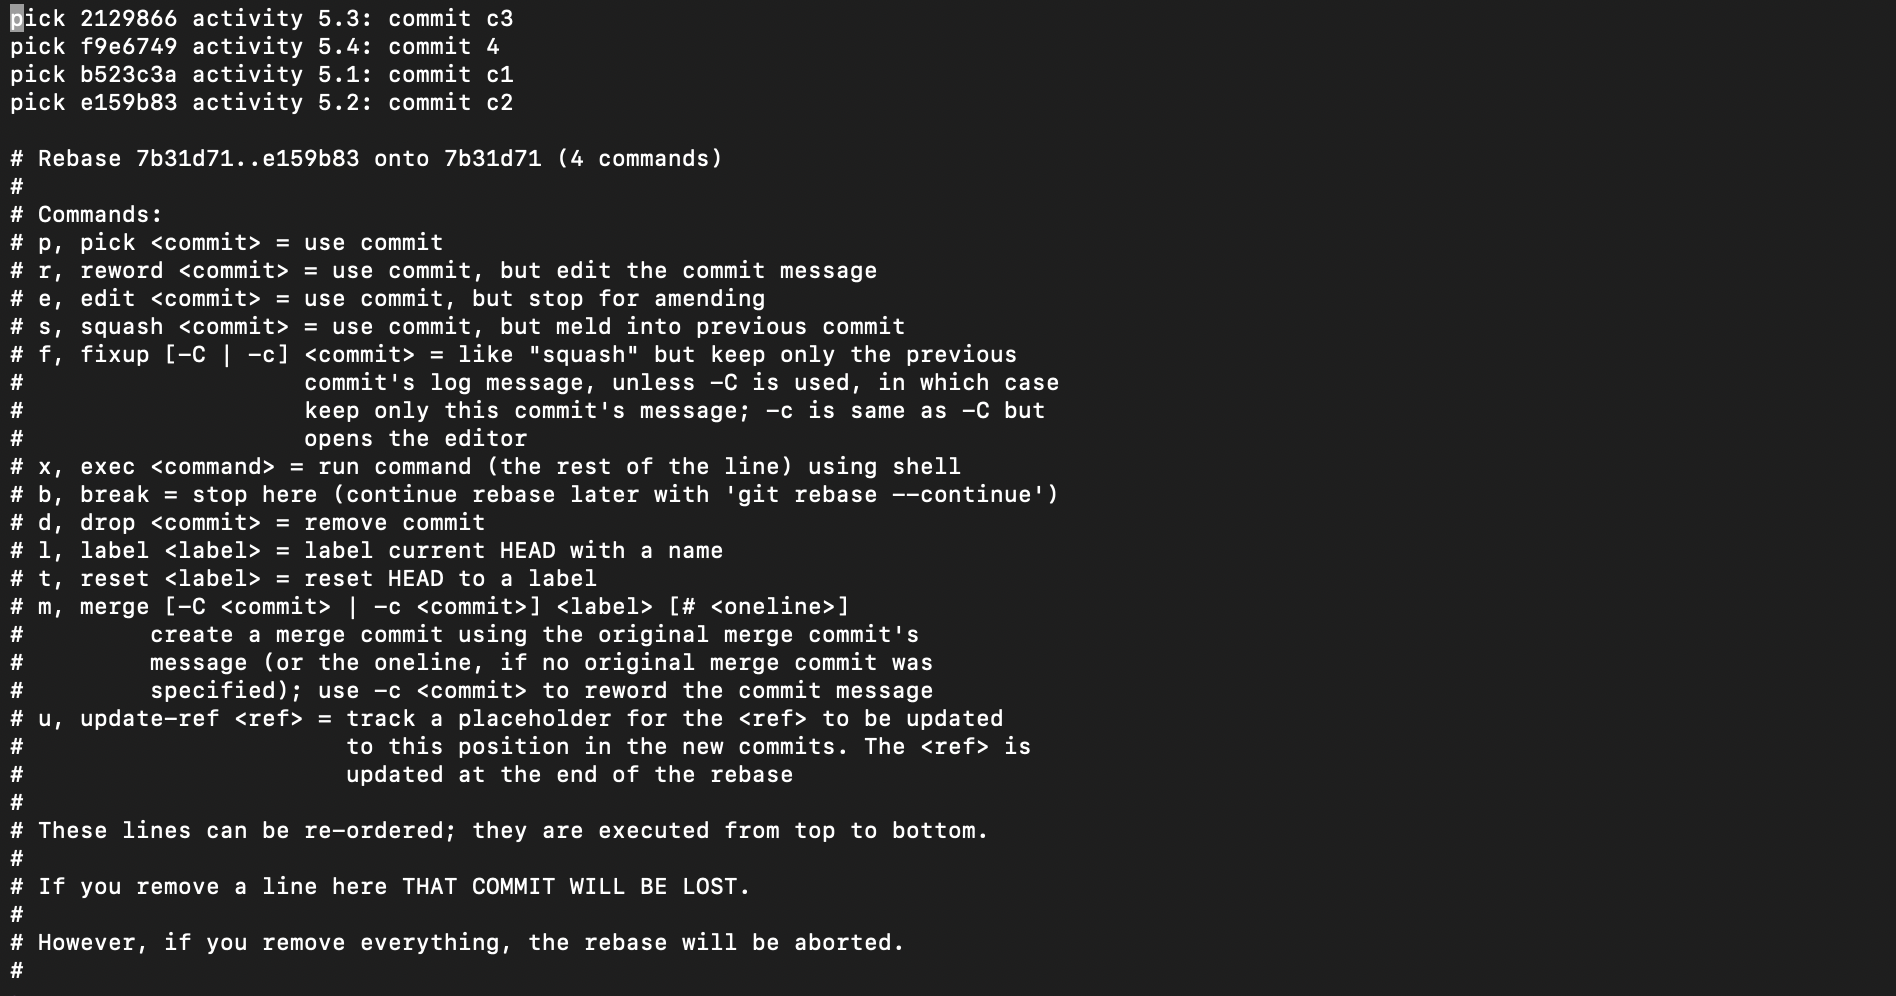 pick 2129866 activity 5.3: commit c3
pick f9e6749 activity 5.4: commit 4
pick b523c3a activity 5.1: commit c1
pick e159b83 activity 5.2: commit c2

# Rebase 7b31d71..e159b83 onto 7b31d71 (4 commands)
#
# Commands:
# p, pick <commit> = use commit
# r, reword <commit> = use commit, but edit the commit message
# e, edit <commit> = use commit, but stop for amending
# s, squash <commit> = use commit, but meld into previous commit
# f, fixup [-C | -c] <commit> = like "squash" but keep only the previous
#                    commit's log message, unless -C is used, in which case
#                    keep only this commit's message; -c is same as -C but
#                    opens the editor
# x, exec <command> = run command (the rest of the line) using shell
# b, break = stop here (continue rebase later with 'git rebase --continue')
# d, drop <commit> = remove commit
# l, label <label> = label current HEAD with a name
# t, reset <label> = reset HEAD to a label
# m, merge [-C <commit> | -c <commit>] <label> [# <oneline>]
#         create a merge commit using the original merge commit's
#         message (or the oneline, if no original merge commit was
#         specified); use -c <commit> to reword the commit message
# u, update-ref <ref> = track a placeholder for the <ref> to be updated
#                       to this position in the new commits. The <ref> is
#                       updated at the end of the rebase
#
# These lines can be re-ordered; they are executed from top to bottom.
#
# If you remove a line here THAT COMMIT WILL BE LOST.
#
# However, if you remove everything, the rebase will be aborted.
#